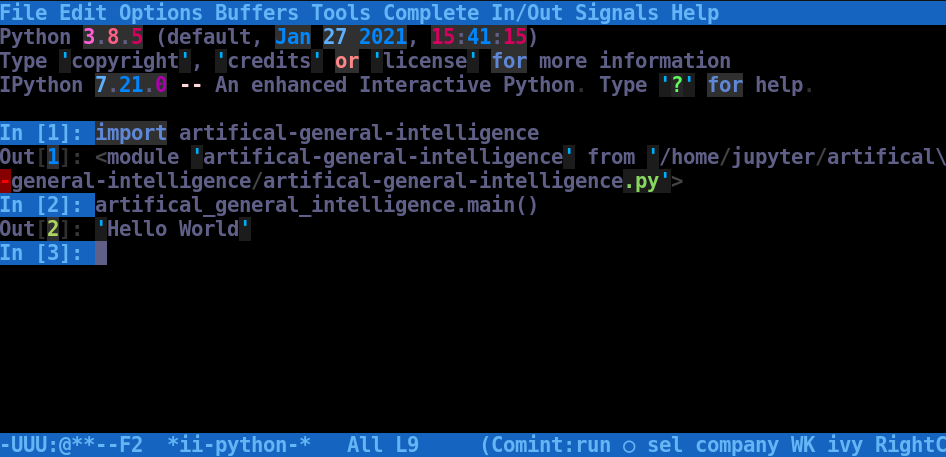 File Edit Options Buffers Tools Complete In/Out Signals Help
Python 3.8.5 (default, Jan 27 2021, 15:41:15)
Type 'copyright', 'credits' or 'license' for more information
IPython 7.21.0 -- An enhanced Interactive Python. Type '?' for help.
In [1]: import artifical-general-intelligence
Out[1]: <module 'artifical-general-intelligence' from '/home/jupyter/artifical\
-general-intelligence/artifical-general-intelligence.py'>
In [2]: artifical_general_intelligence.main()
Out[2]: 'Hello World'
In [3]:
-UUU:@**--F2  *ii-python-*   All L9     (Comint:run ○ sel company WK ivy RightC